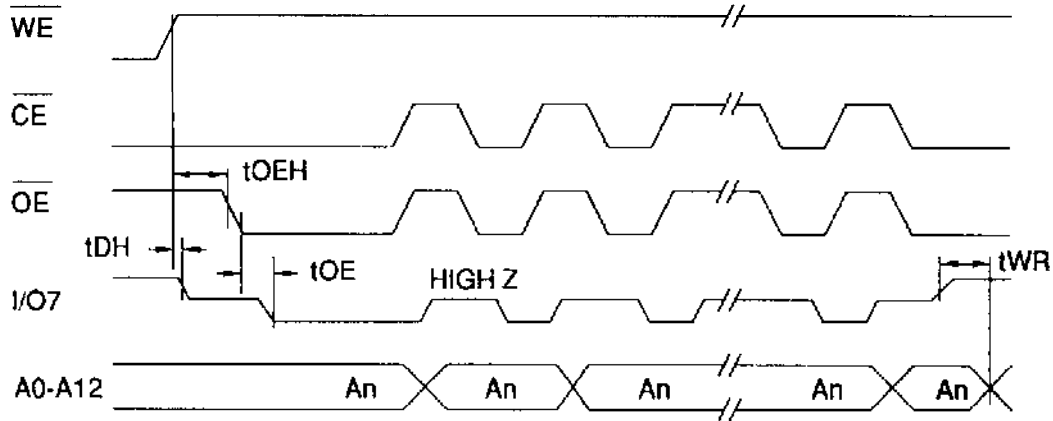 WE
CE
tOEH
OE
tDH
tOE
tWR
HIGH Z
I/O7
A0-A12 An An An An An